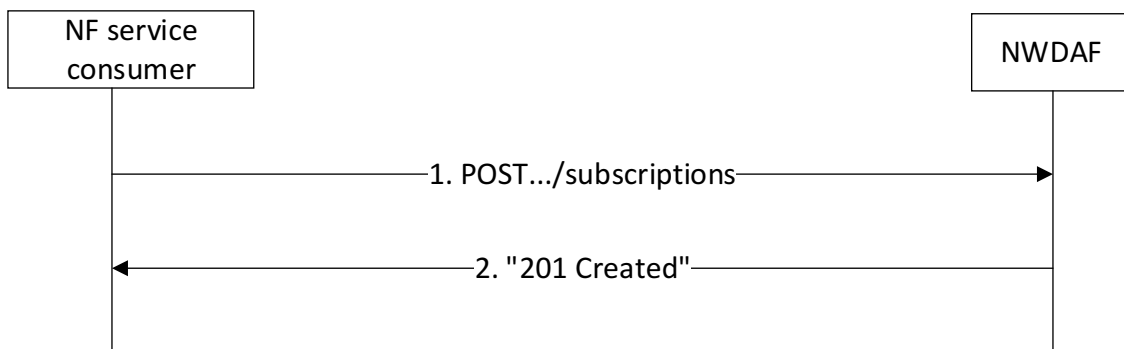 NF service
consumer
NWDAF
1. POST.../subscriptions
2. "201 Created"